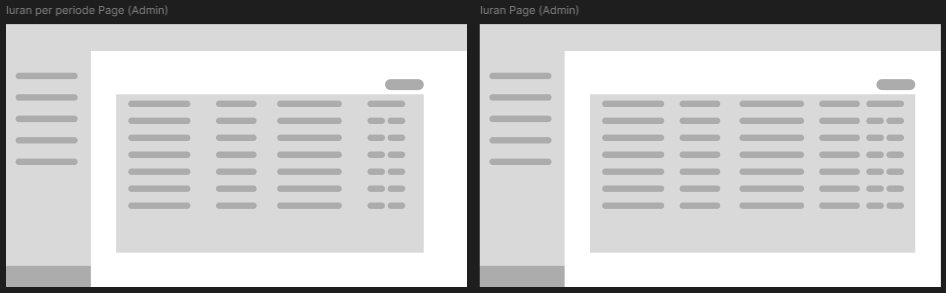 Iuran per periode Page (Admin)
Iuran Page (Admin)